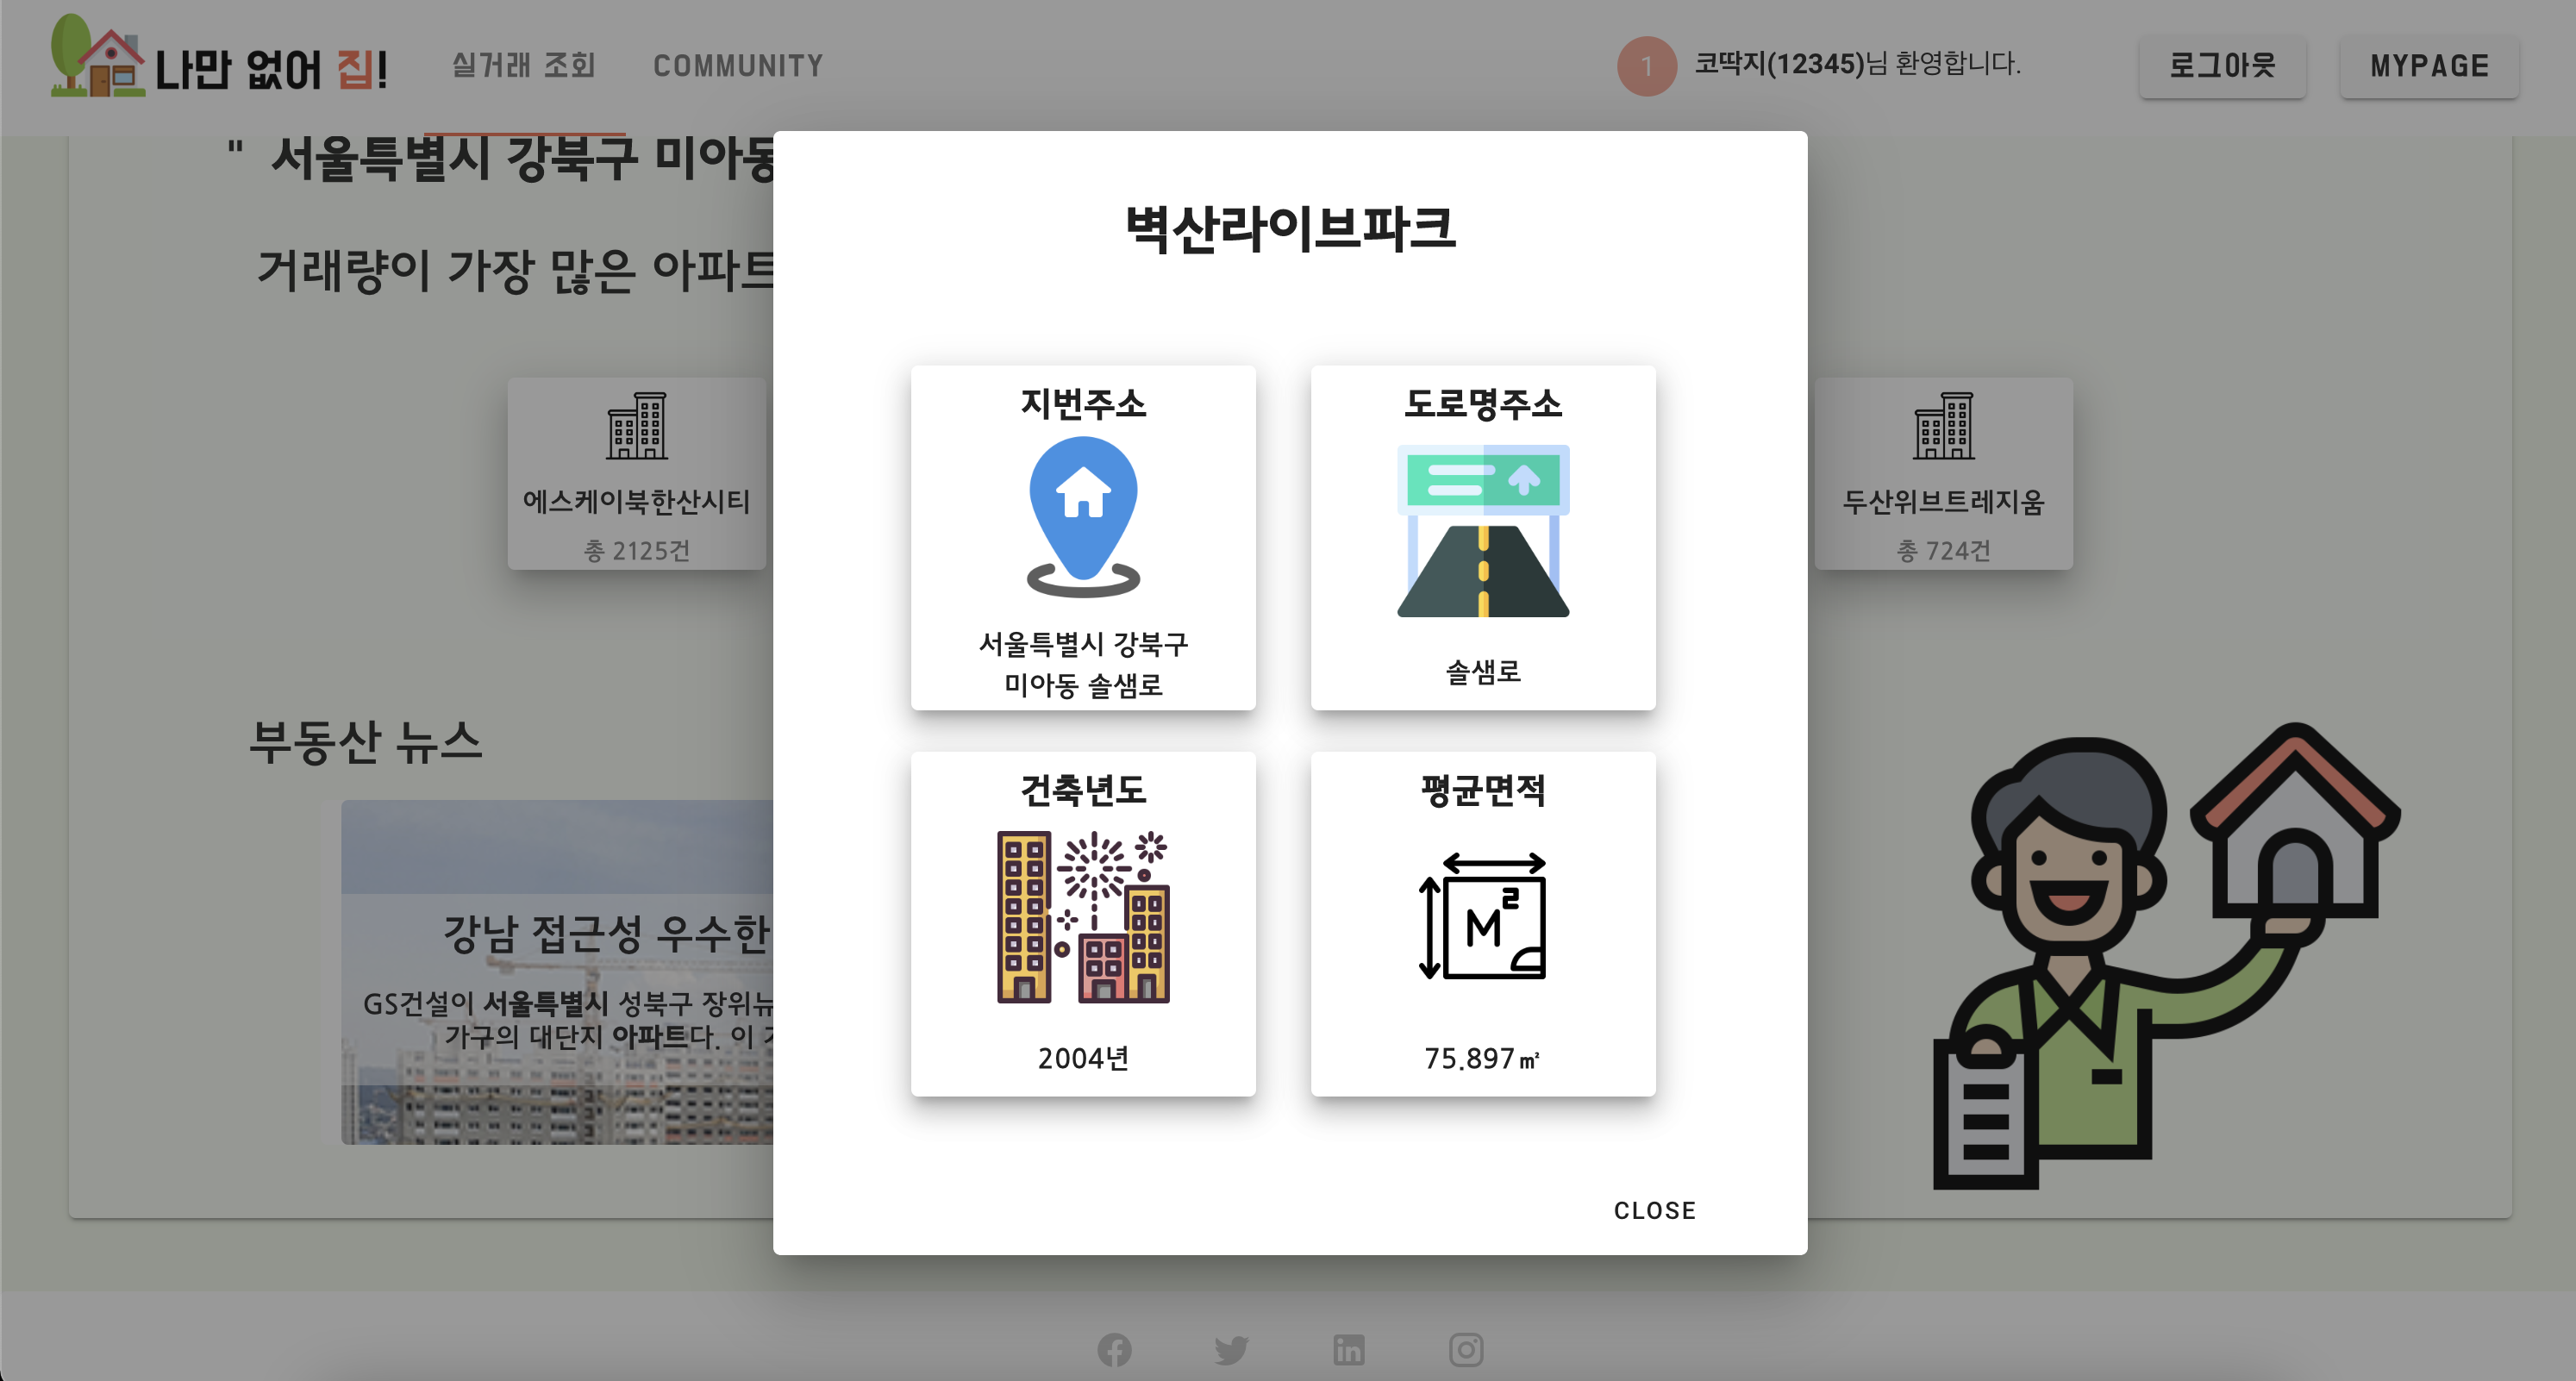 나만 없어 집!
실거래 조회
COMMUNITY
1
코딱지(12345)님 환영합니다.
로그아웃
MYPAGE
" 서울특별시 강북구 미아동
거래량이 가장 많은 아파트
에스케이북한산시티
총 2125건
두산위브트레지움
총 724건
부동산 뉴스
강남 접근성 우수한
GS건설이 서울특별시 성북구 장위뉴
가구의 대단지 아파트다. 이
벽산라이브파크
지번주소
서울특별시 강북구
미아동 솔샘로
도로명주소
솔샘로
건축년도
2004년
평균면적
M²
75.897㎡
CLOSE